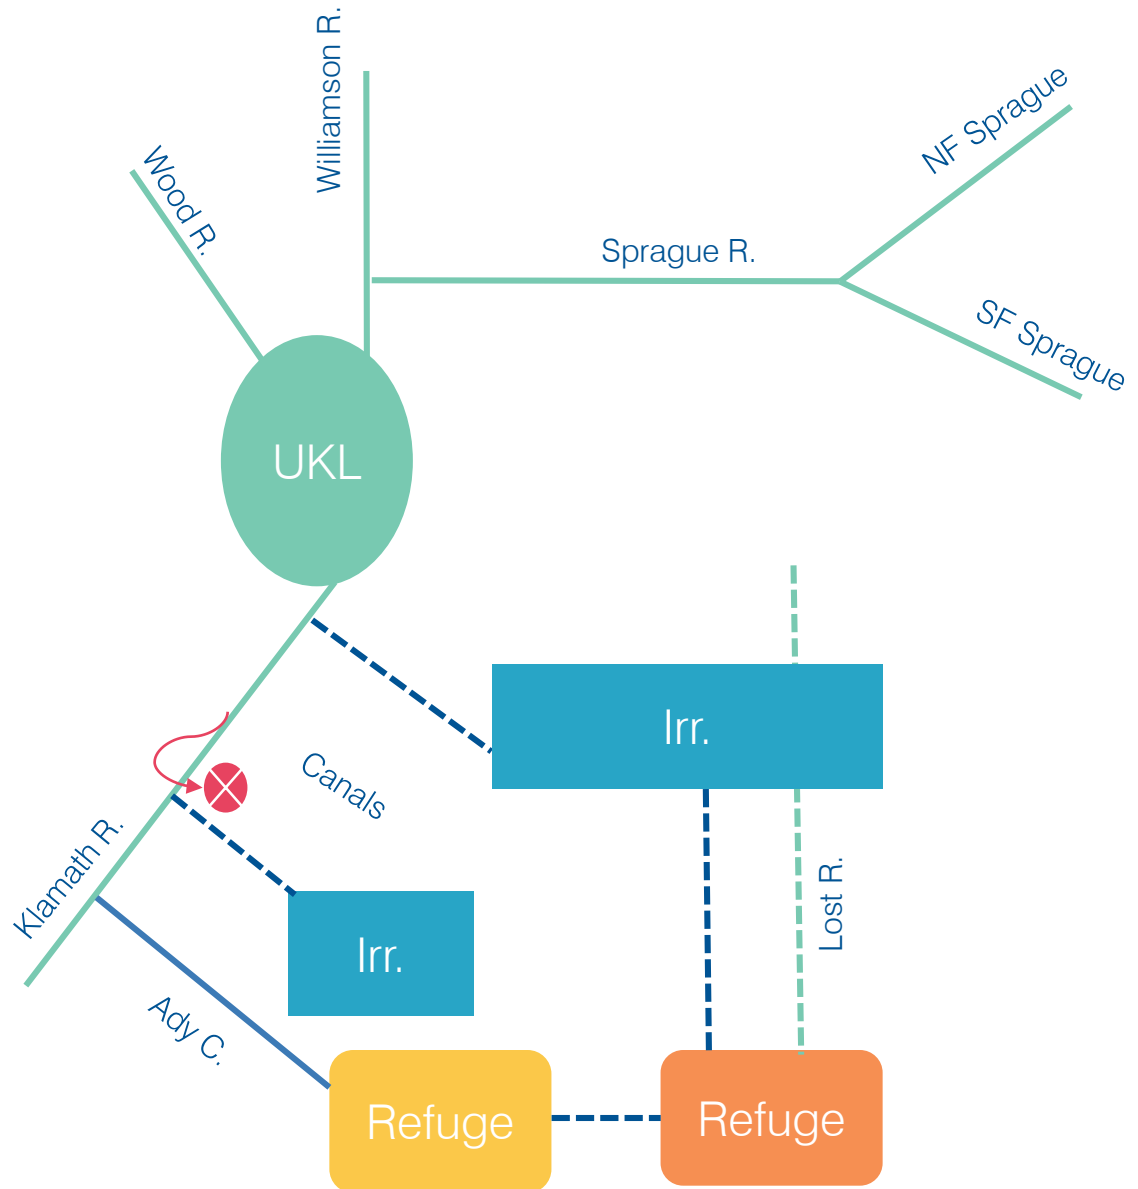 Williamson R.
NF Sprague
Wood R.
Sprague R.
SF Sprague
UKL
Irr.
Canals
Klamath R.
Lost R.
Irr.
Ady C.
Refuge
Refuge